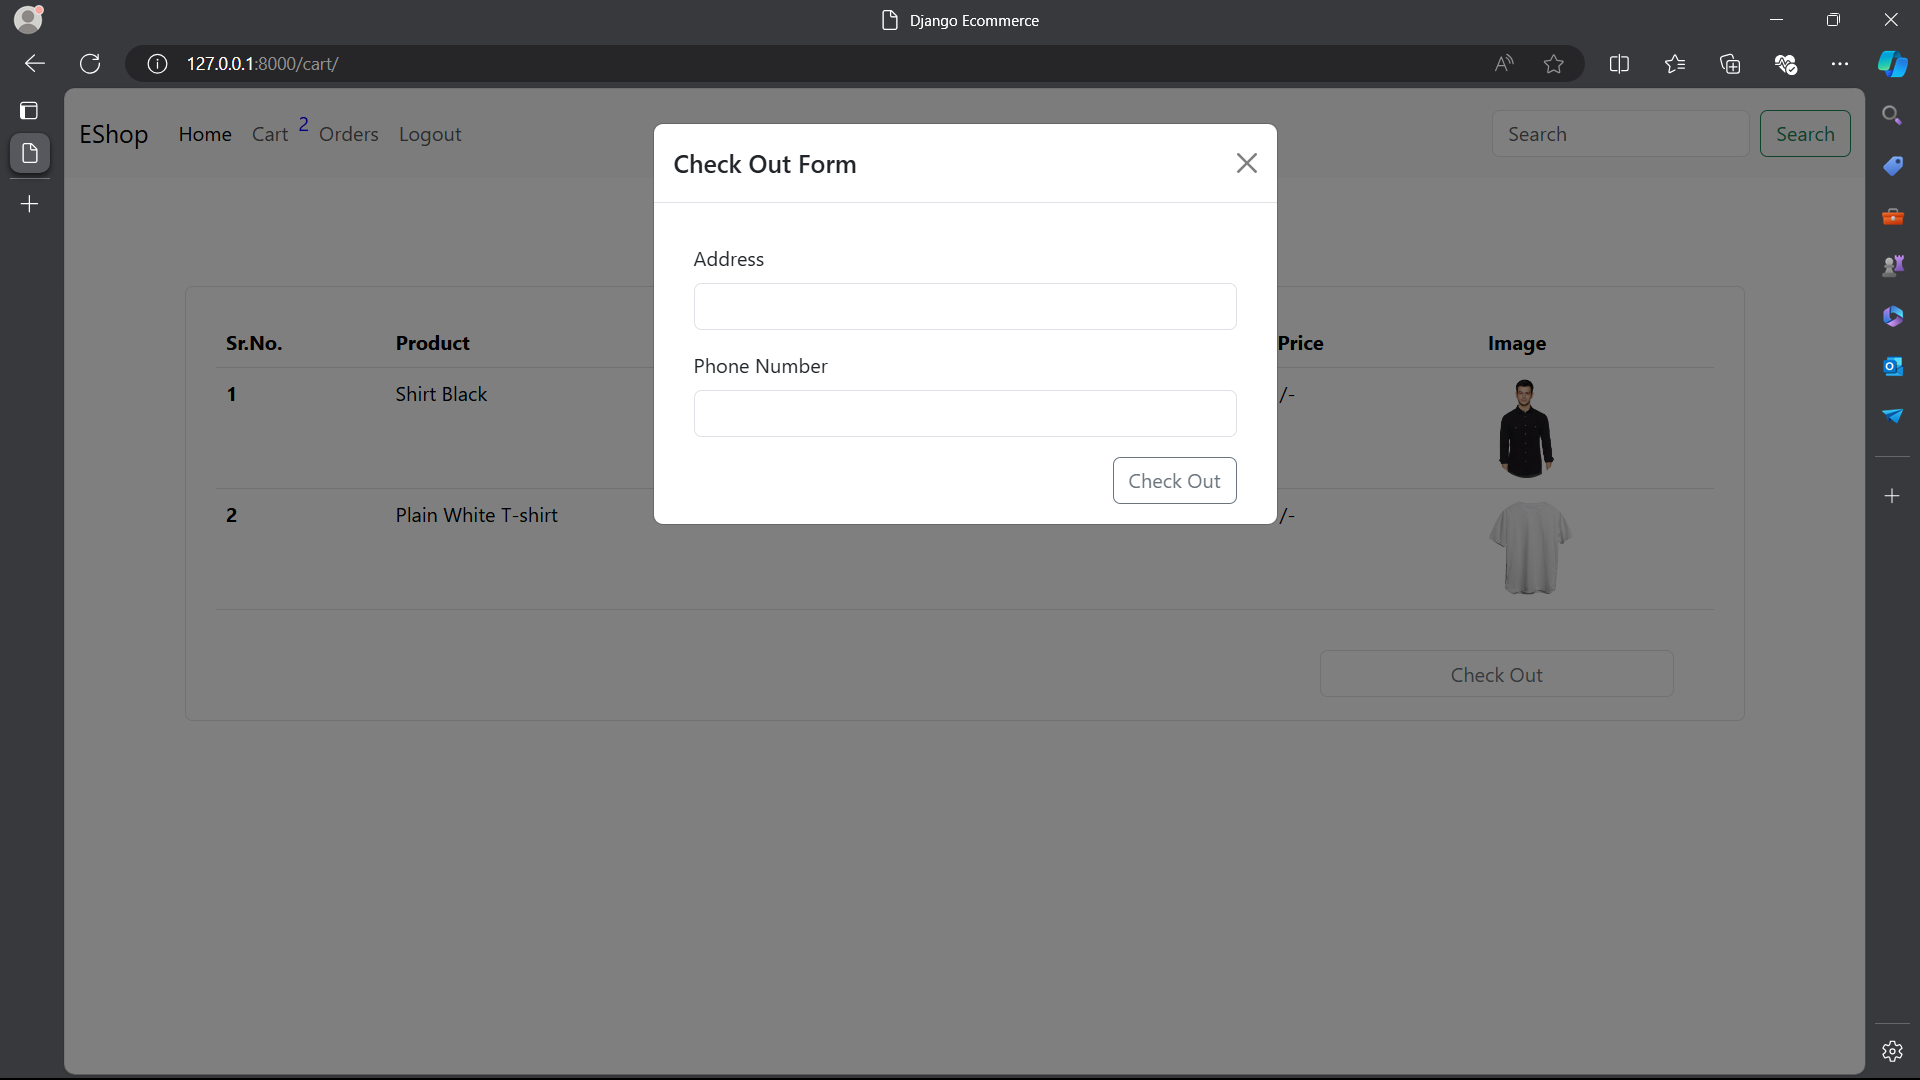 Django Ecommerce
127.0.0.1:8000/cart/
EShop Home Cart 2 Orders Logout Search Search
Check Out Form
Address
Phone Number
Check Out
Sr.No. Product Price Image
1 Shirt Black /-
2 Plain White T-shirt /-
Check Out